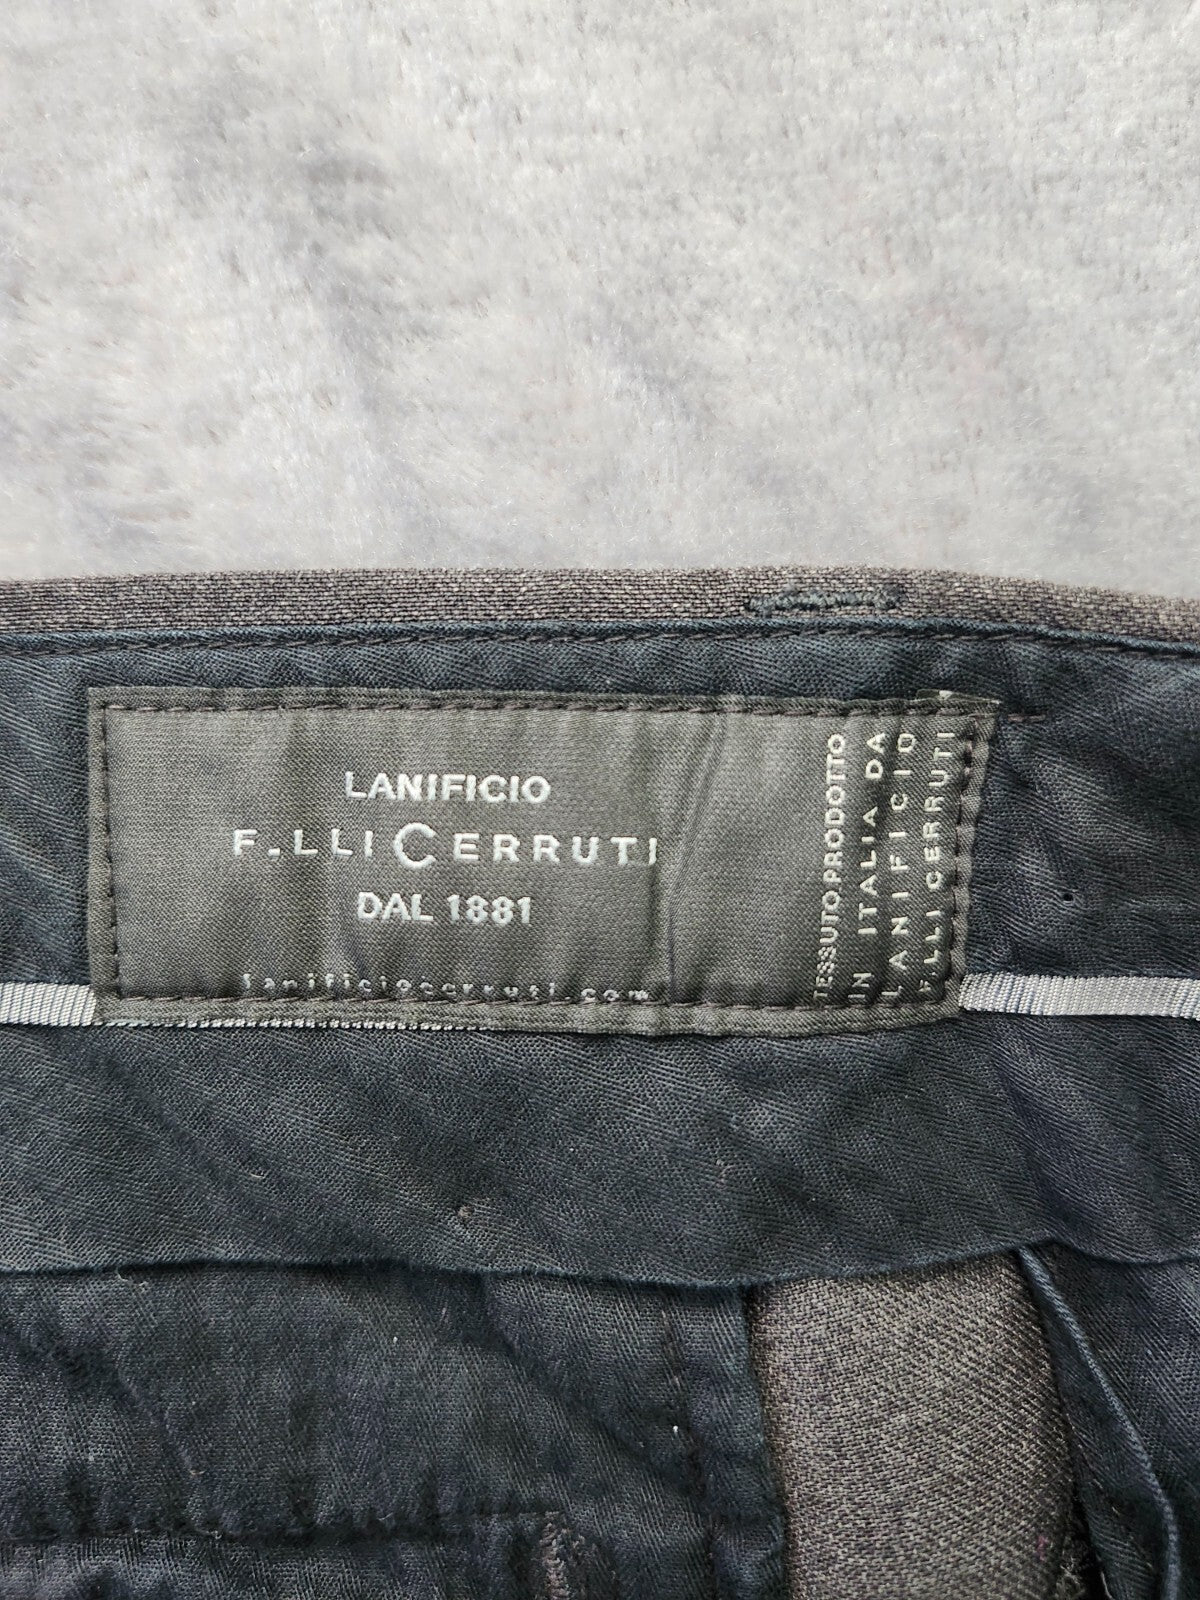 LANIFICIO
F.LLI CERRUTI
DAL 1881
lanificiocerruti.com
TESSUTO PRODOTTO
IN ITALIA DA
LANIFICIO
F.LLI CERRUTI